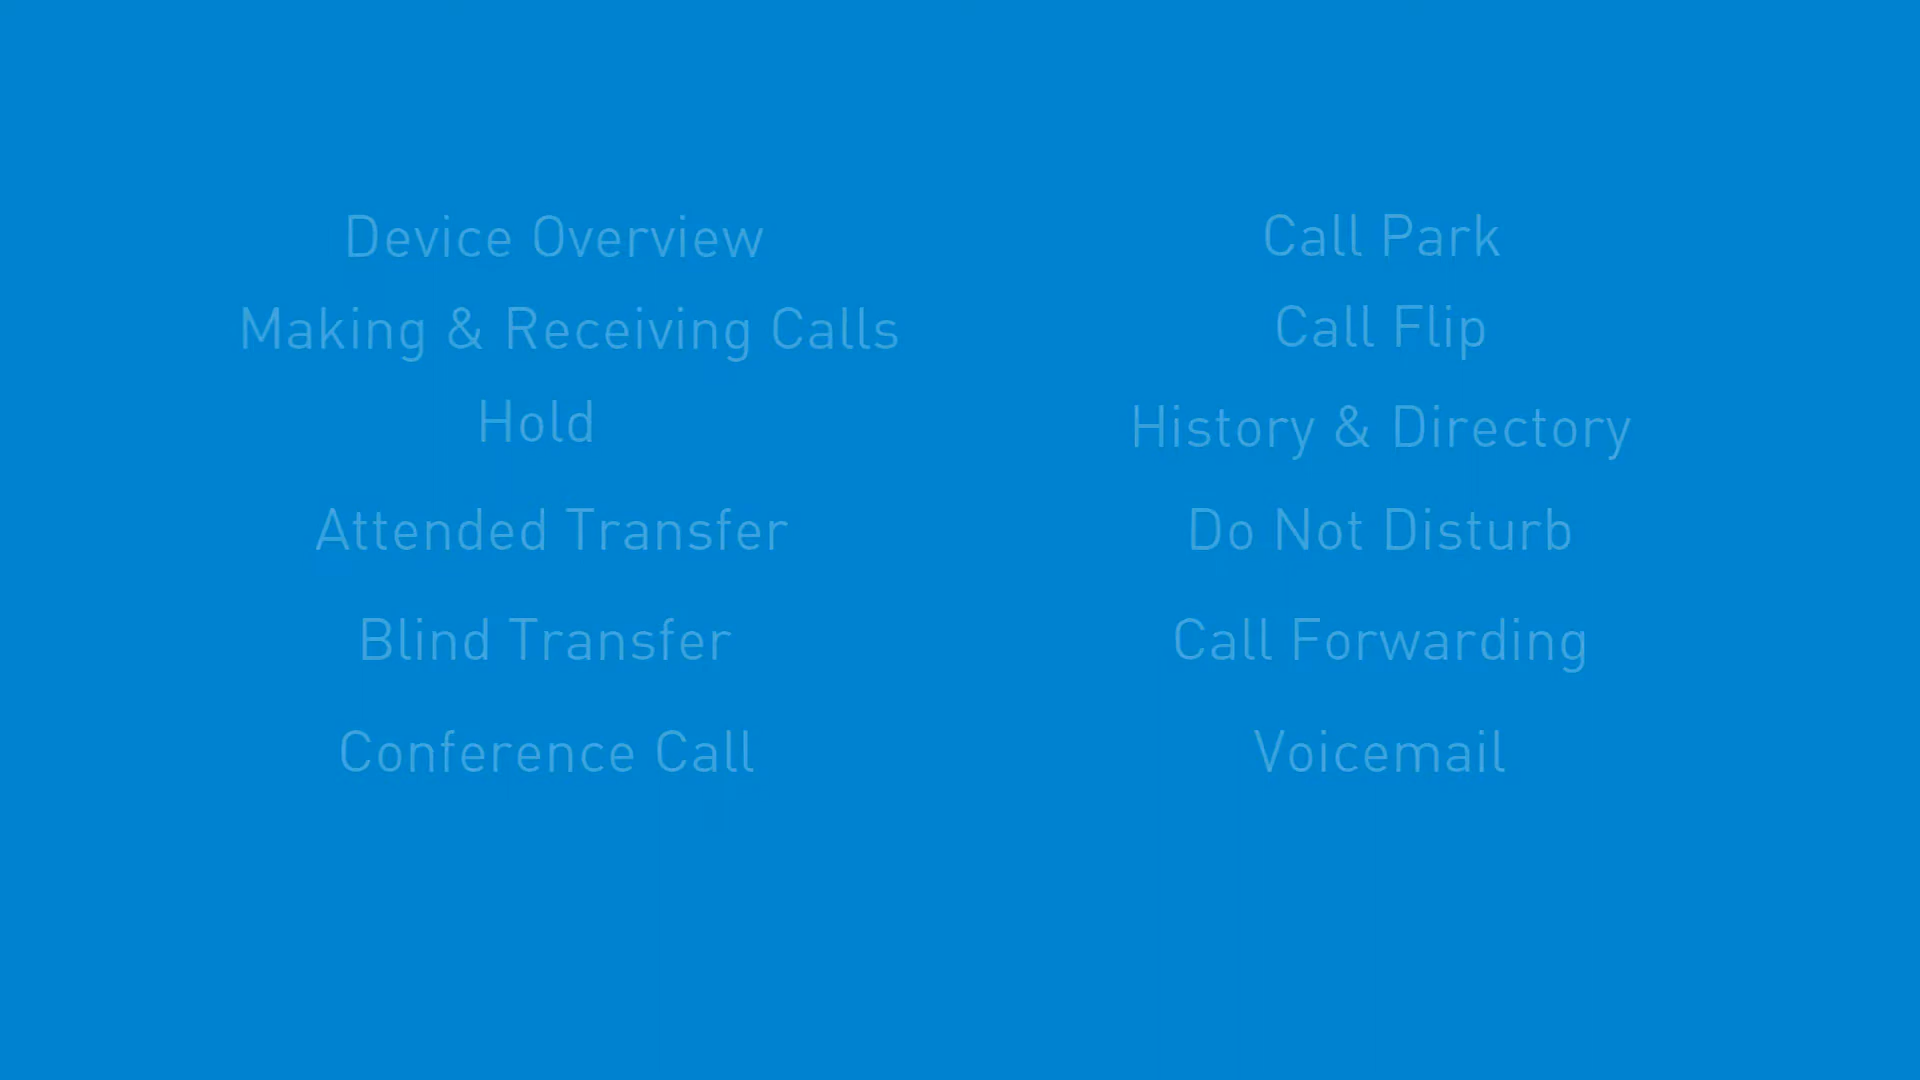 Device Overview
Making & Receiving Calls
Hold
Attended Transfer
Blind Transfer
Conference Call
Call Park
Call Flip
History & Directory
Do Not Disturb
Call Forwarding
Voicemail